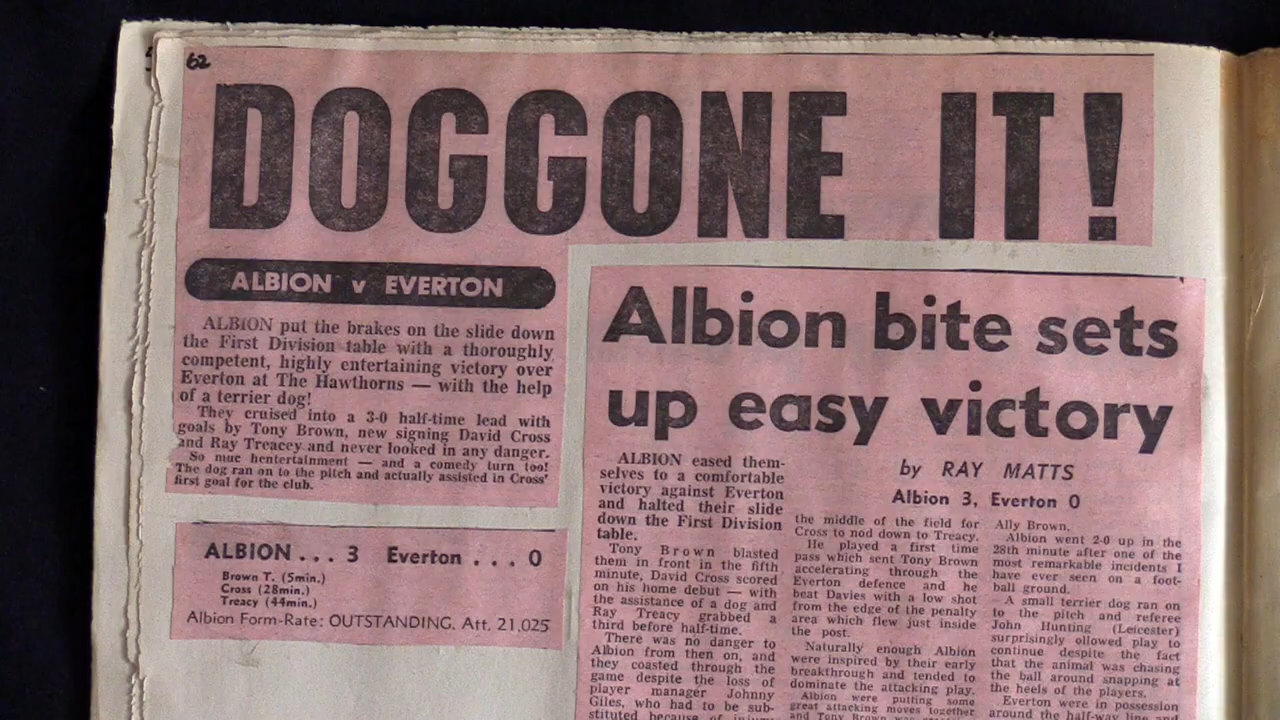 62
DOGGONE IT!
ALBION v EVERTON
ALBION put the brakes on the slide down
the First Division table with a thoroughly
competent, highly entertaining victory over
Everton at The Hawthorns — with the help
of a terrier dog!
They cruised into a 3-0 half-time lead with
goals by Tony Brown, new signing David Cross
and Ray Treacey and never looked in any danger.
So muc hentertainment — and a comedy turn too!
The dog ran on to the pitch and actually assisted in Cross'
first goal for the club.
ALBION . . . 3 Everton . . . 0
Brown T. (5min.)
Cross (28min.)
Treacy (44min.)
Albion Form-Rate: OUTSTANDING. Att. 21,025
Albion bite sets
up easy victory
by RAY MATTS
Albion 3, Everton 0
ALBION eased them-
selves to a comfortable
victory against Everton
and halted their slide
down the First Division
table.
Tony Brown blasted
them in front in the fifth
minute, David Cross scored
on his home debut — with
the assistance of a dog and
Ray Treacy grabbed a
third before half-time.
There was no danger to
Albion from then on, and
they coasted through the
game despite the loss of
player manager Johnny
Giles, who had to be sub-
stituted because of injury
the middle of the field for
Cross to nod down to Treacy.
He played a first time
pass which sent Tony Brown
accelerating through the
Everton defence and he
beat Davies with a low shot
from the edge of the penalty
area which flew just inside
the post.
Naturally enough Albion
were inspired by their early
breakthrough and tended to
dominate the attacking play.
Albion were putting some
great attacking moves together
and Tony Brown was
Ally Brown.
Albion went 2-0 up in the
28th minute after one of the
most remarkable incidents I
have ever seen on a foot-
ball ground.
A small terrier dog ran on
to the pitch and referee
John Hunting (Leicester)
surprisingly ollowed play to
continue despite the fact
that the animal was chasing
the ball around snapping at
the heels of the players.
Everton were in possession
around the half-way line and